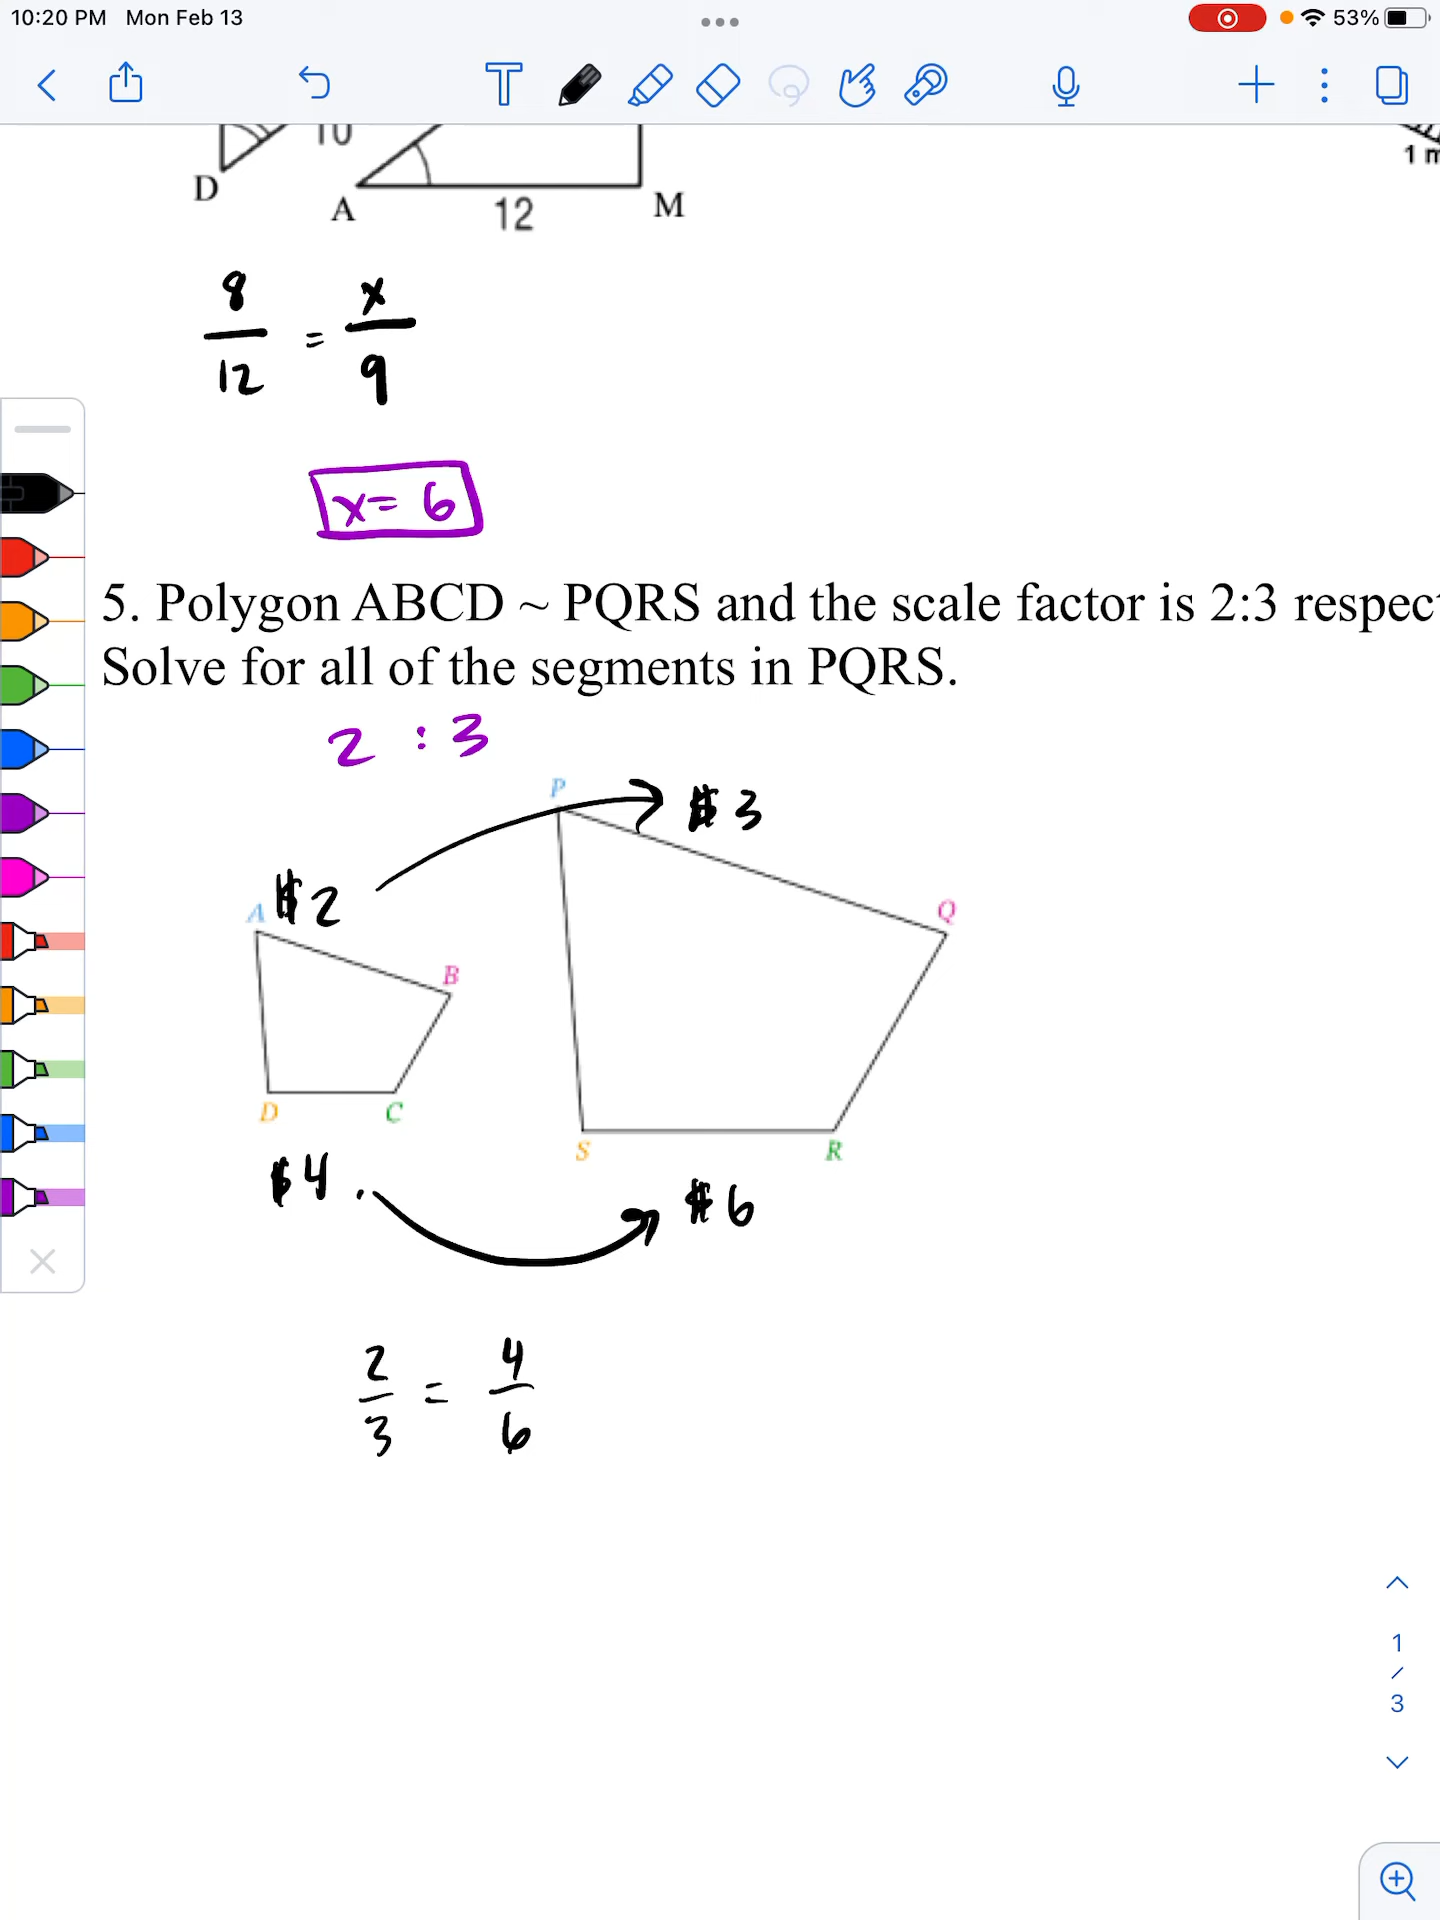 10:20 PM Mon Feb 13
53%
T
10
1 m
D
A
12
M
8
12
=
x
9
x = 6
5. Polygon ABCD ~ PQRS and the scale factor is 2:3 respec
Solve for all of the segments in PQRS.
2 : 3
P
$3
$2
A
Q
B
D
C
S
R
$4
$6
2
3
=
4
6
1
/
3